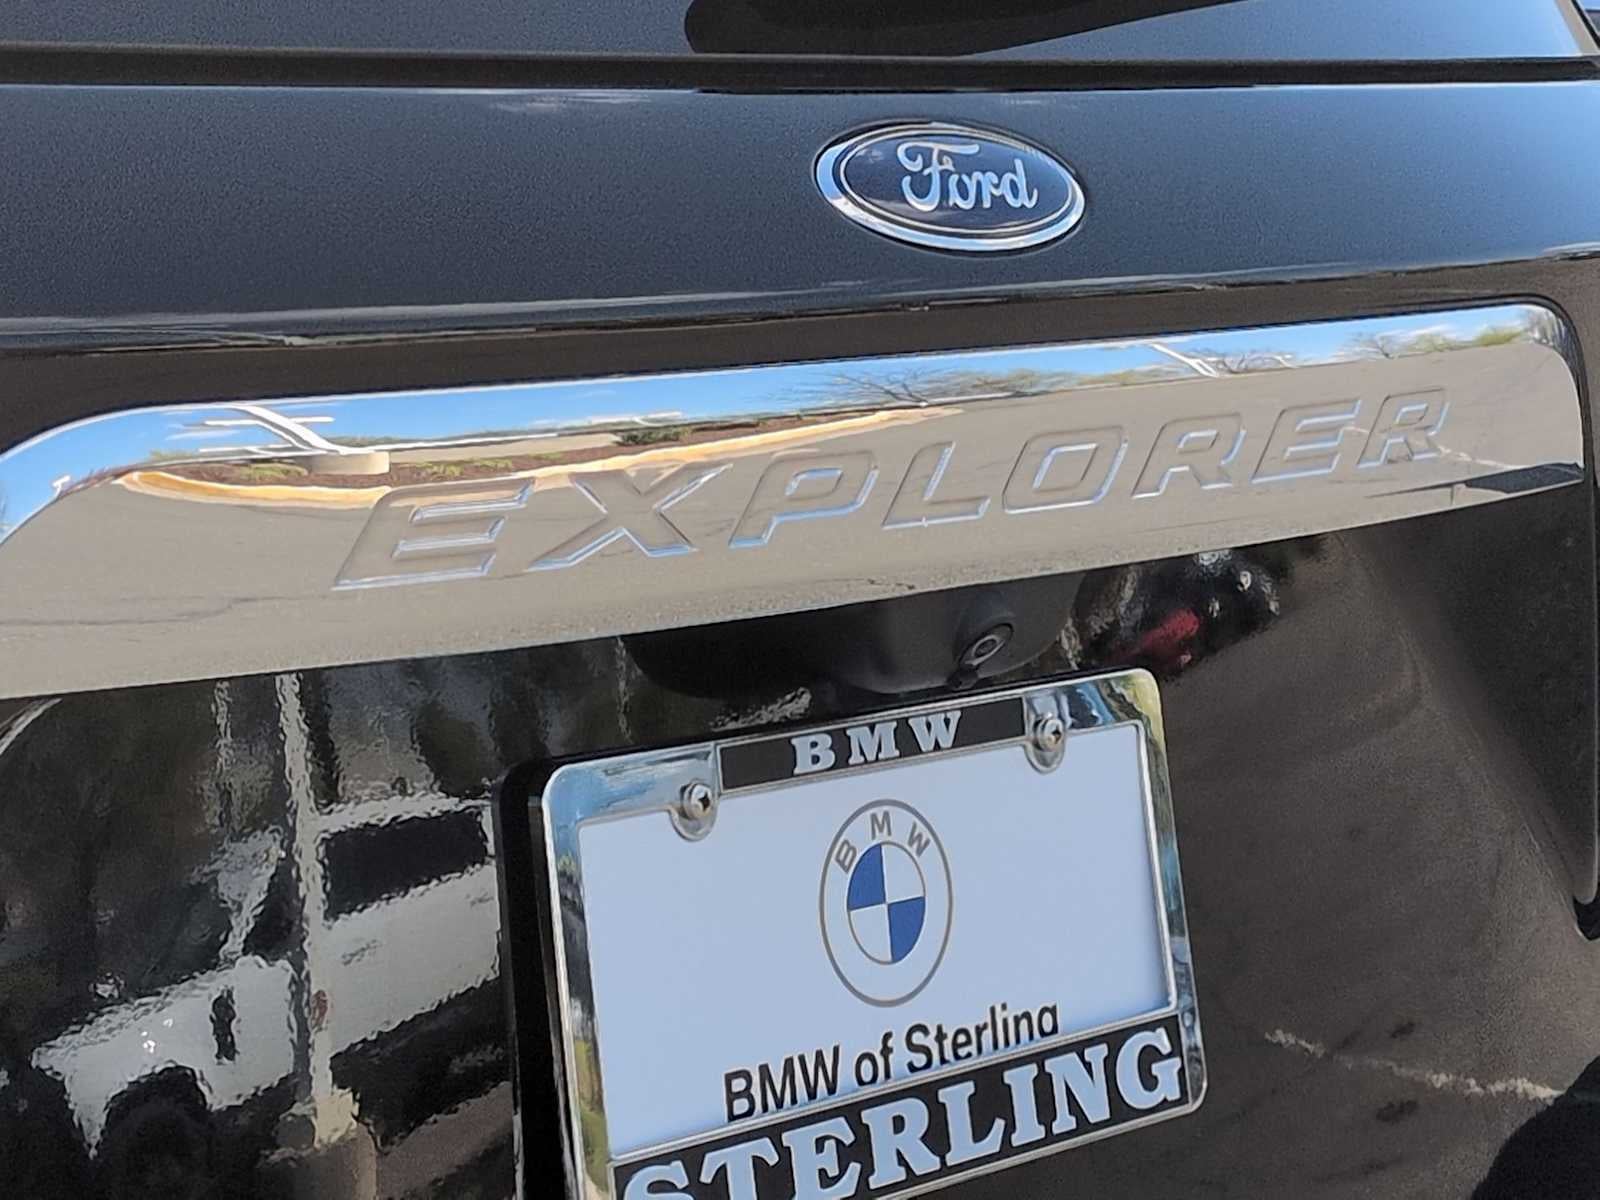 Ford
EXPLORER
BMW
BMW
BMW of Sterling
STERLING